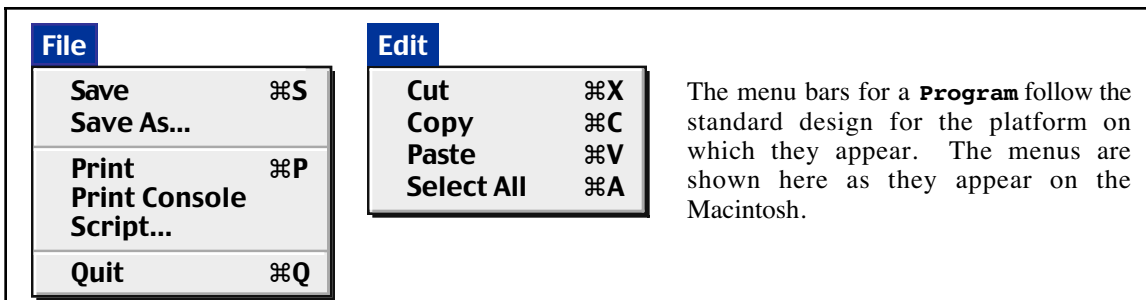 File
Save ⌘S
Save As...
Print ⌘P
Print Console
Script...
Quit ⌘Q
Edit
Cut ⌘X
Copy ⌘C
Paste ⌘V
Select All ⌘A
The menu bars for a Program follow the
standard design for the platform on
which they appear. The menus are
shown here as they appear on the
Macintosh.